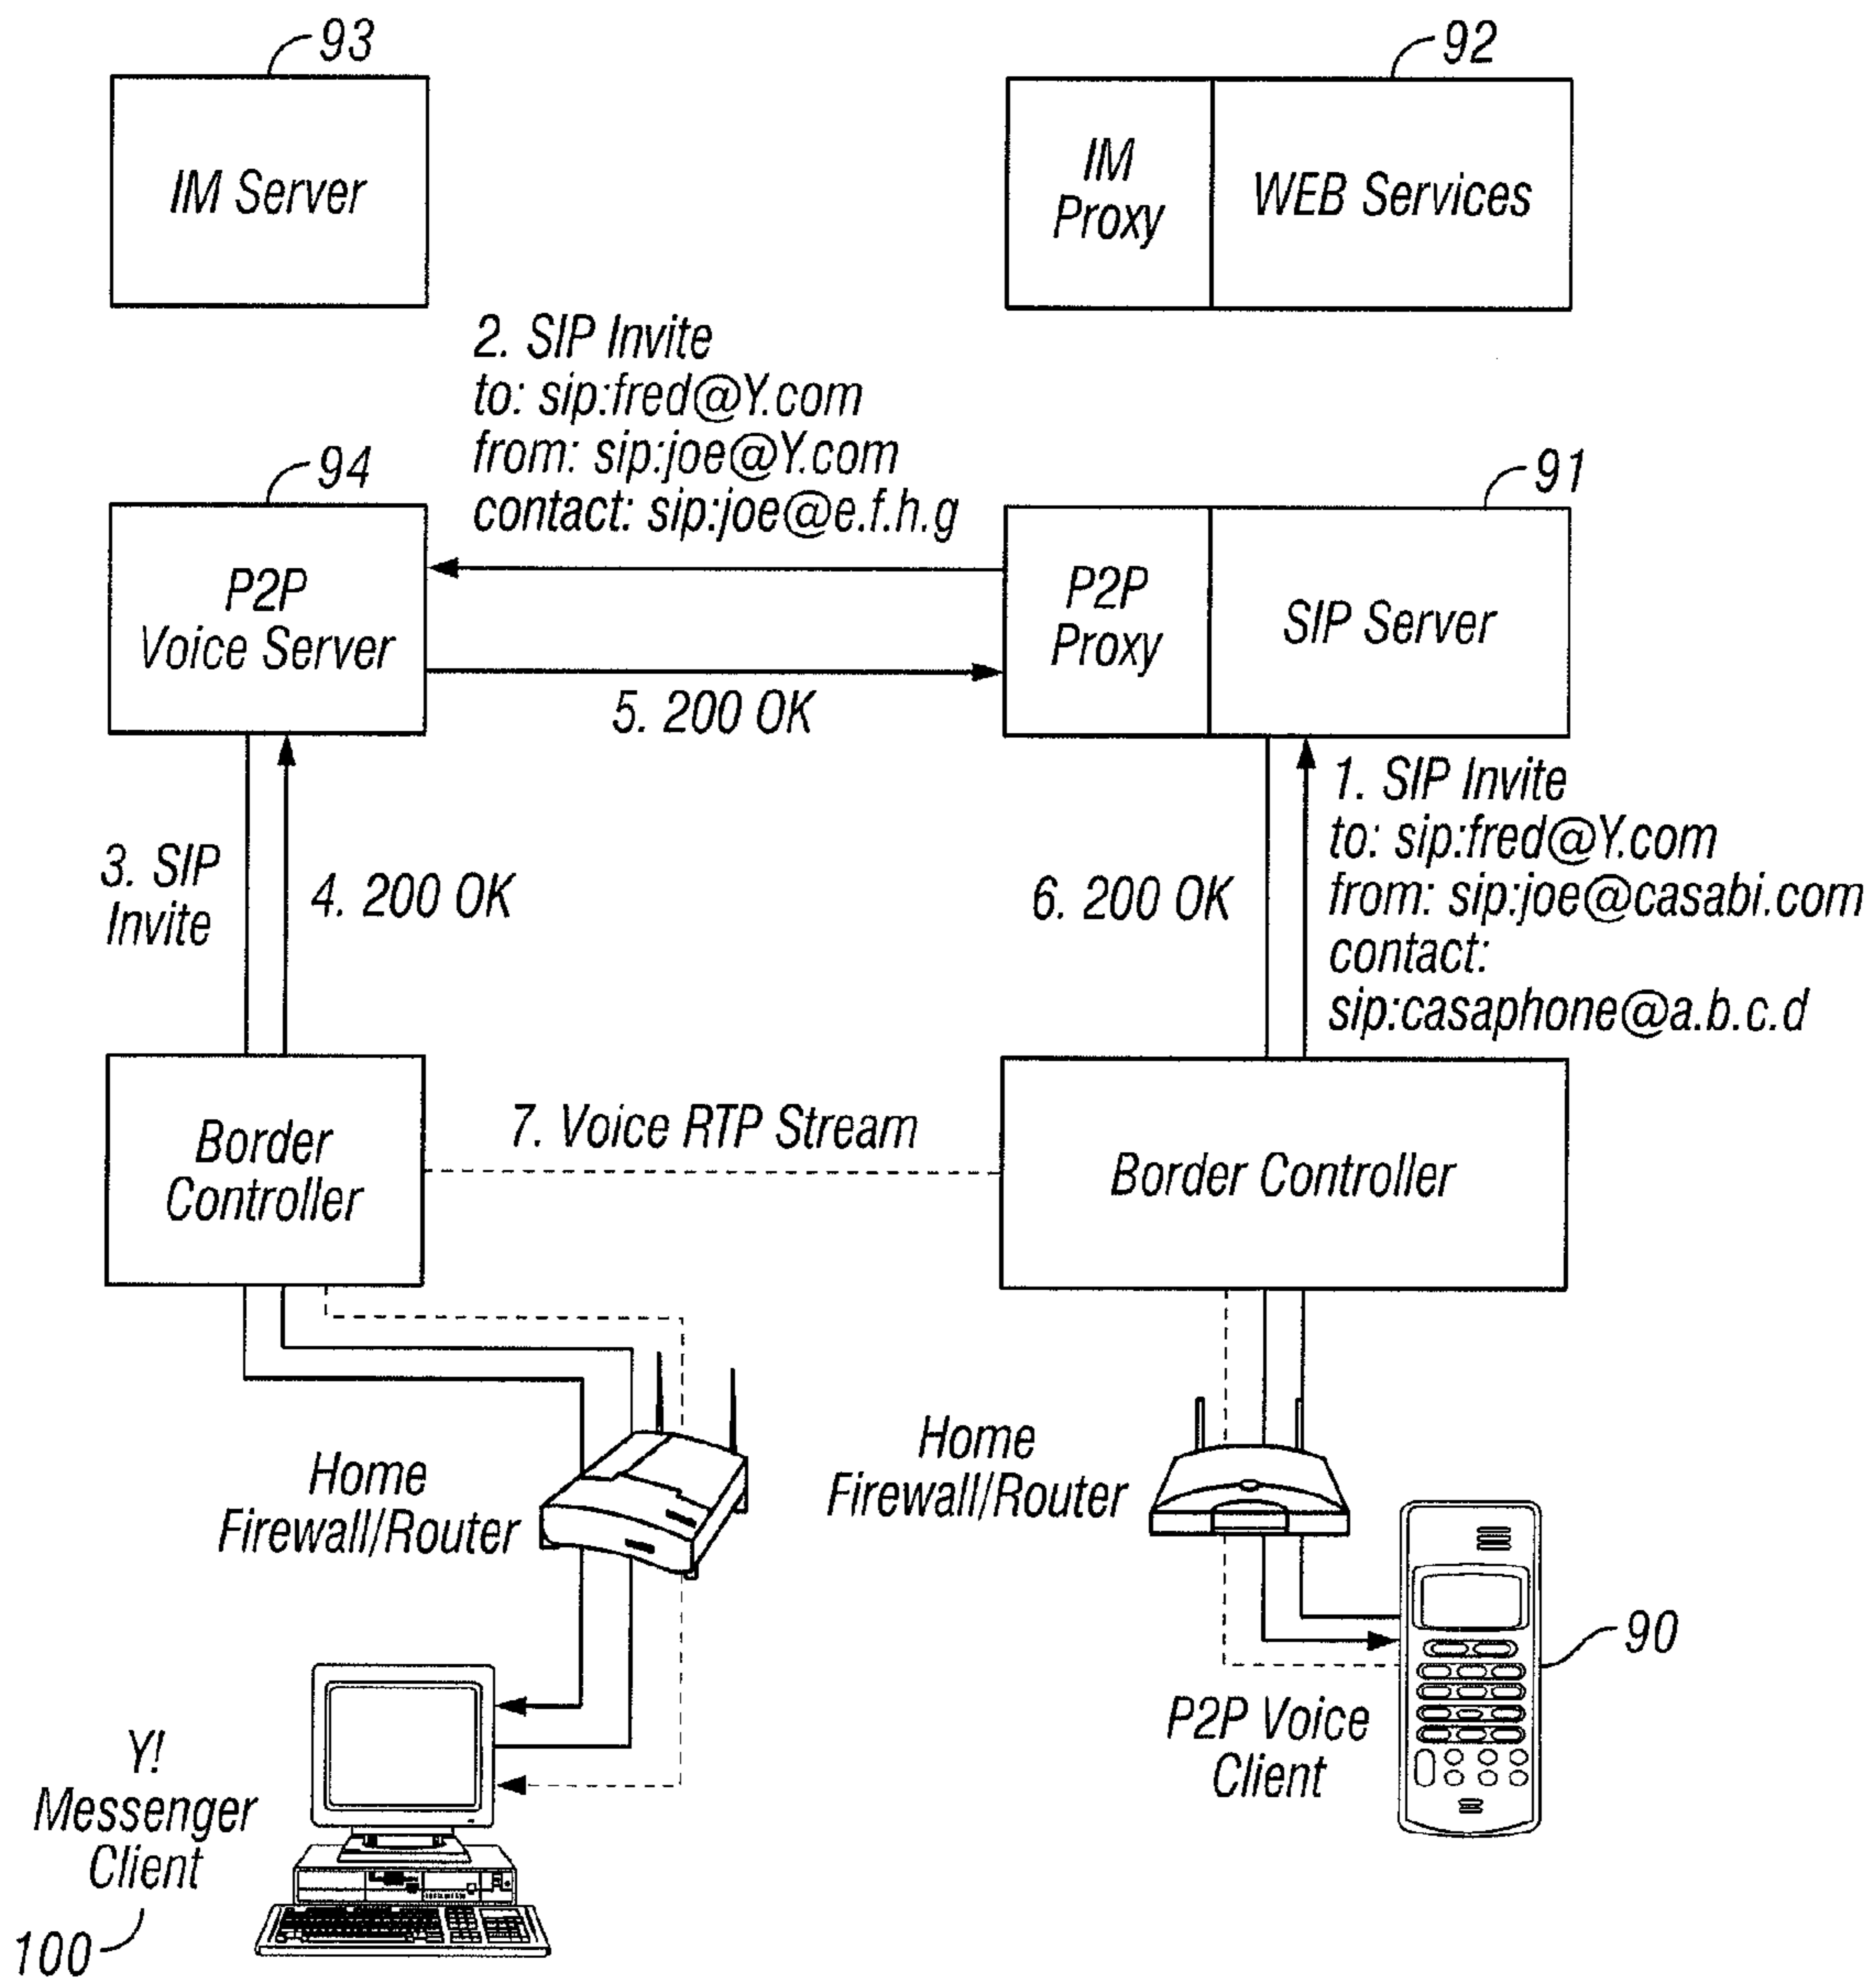 93
92
IM Server
IM
Proxy
WEB Services
2. SIP Invite
to: sip:fred@Y.com
from: sip:joe@Y.com
contact: sip:joe@e.f.h.g
94
91
P2P
Voice Server
P2P
Proxy
SIP Server
5. 200 OK
1. SIP Invite
to: sip:fred@Y.com
from: sip:joe@casabi.com
contact:
sip:casaphone@a.b.c.d
3. SIP
Invite
4. 200 OK
6. 200 OK
Border
Controller
7. Voice RTP Stream
Border Controller
Home
Firewall/Router
Home
Firewall/Router
90
P2P Voice
Client
Y!
Messenger
Client
100